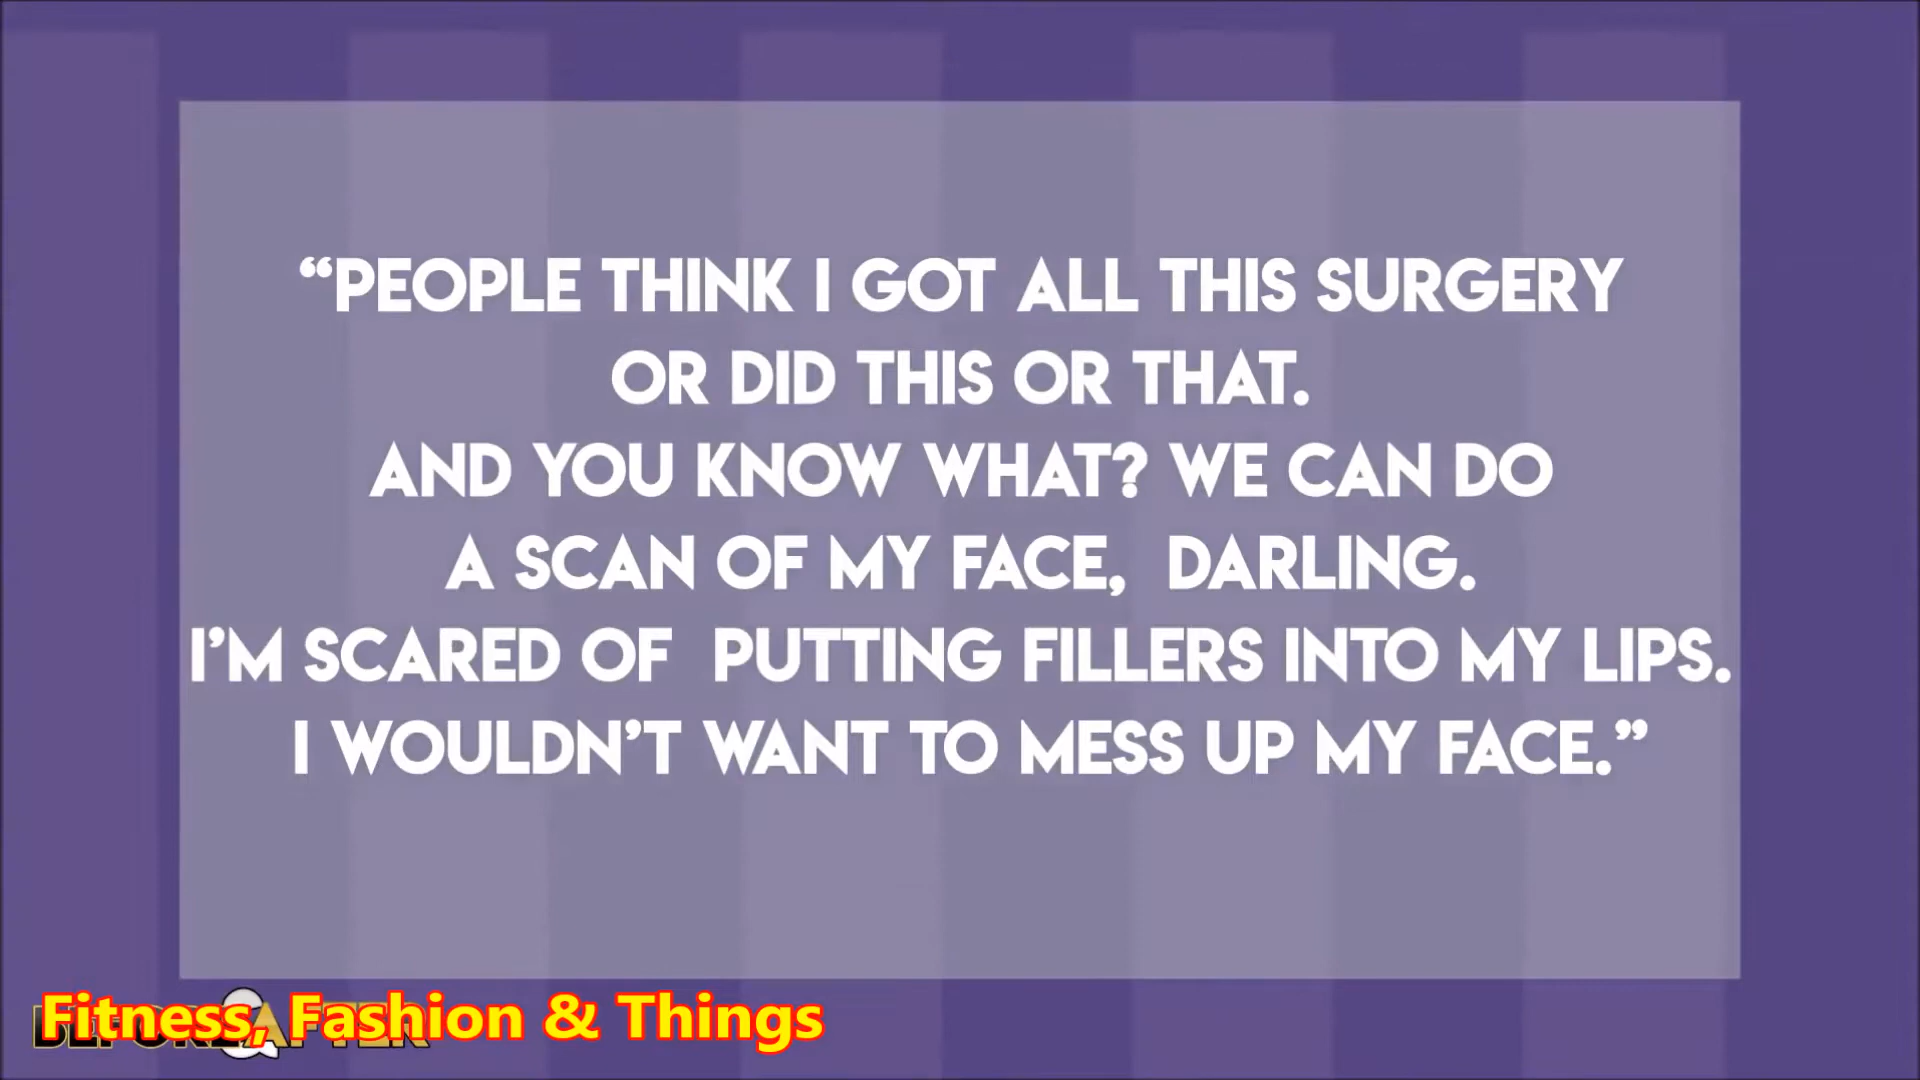 “PEOPLE THINK I GOT ALL THIS SURGERY
OR DID THIS OR THAT.
AND YOU KNOW WHAT? WE CAN DO
A SCAN OF MY FACE, DARLING.
I’M SCARED OF PUTTING FILLERS INTO MY LIPS.
I WOULDN’T WANT TO MESS UP MY FACE.”
Fitness, Fashion & Things